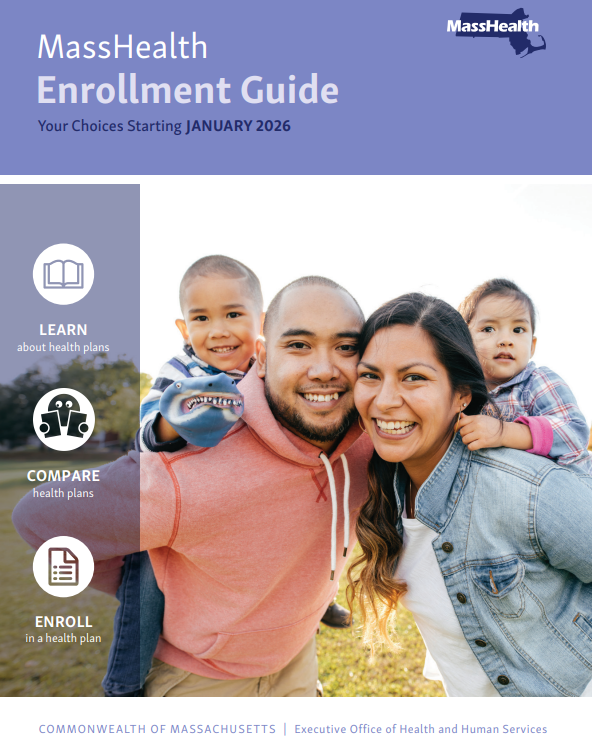 MassHealth
MassHealth
Enrollment Guide
Your Choices Starting JANUARY 2026
LEARN
about health plans
COMPARE
health plans
ENROLL
in a health plan
COMMONWEALTH OF MASSACHUSETTS | Executive Office of Health and Human Services